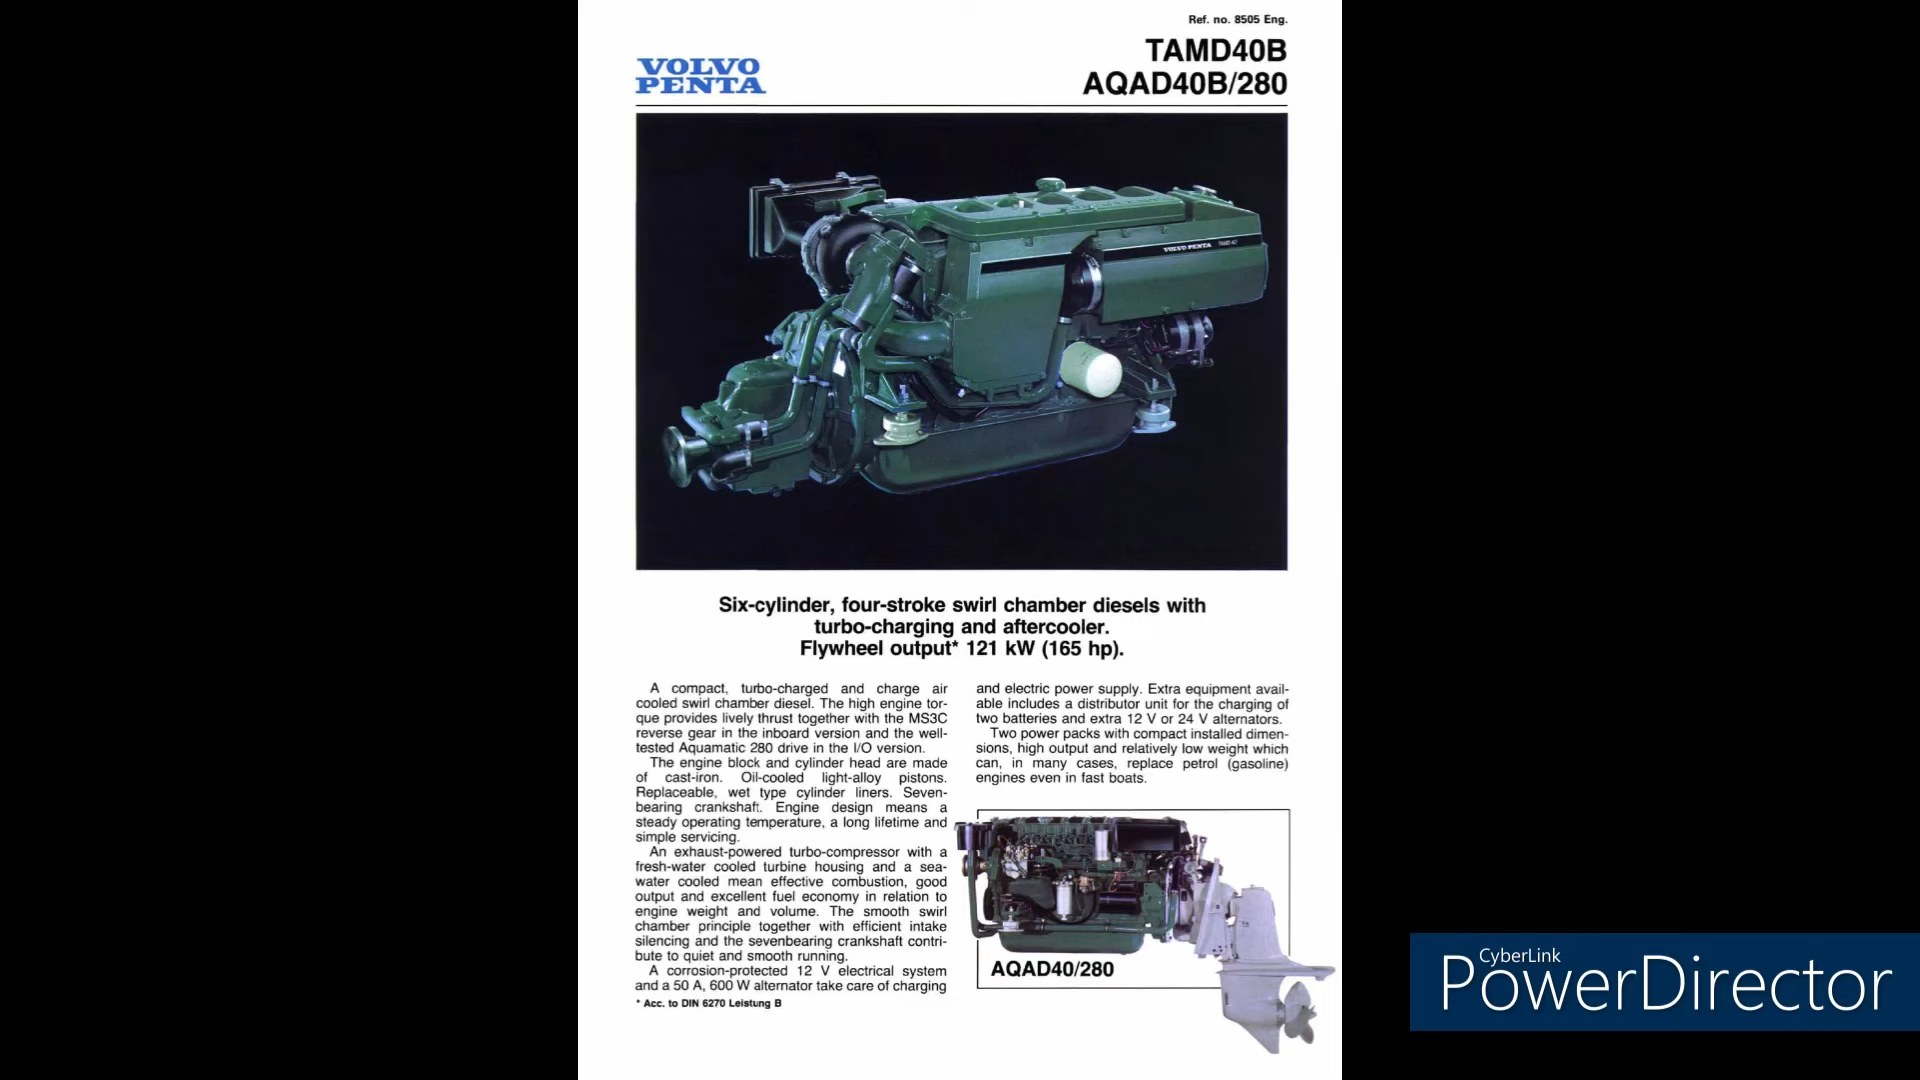 Ref. no. 8505 Eng.
TAMD40B
AQAD40B/280
VOLVO
PENTA
VOLVO PENTA
Six-cylinder, four-stroke swirl chamber diesels with
turbo-charging and aftercooler.
Flywheel output* 121 kW (165 hp).
A compact, turbo-charged and charge air
cooled swirl chamber diesel. The high engine tor-
que provides lively thrust together with the MS3C
reverse gear in the inboard version and the well-
tested Aquamatic 280 drive in the I/O version.
The engine block and cylinder head are made
of cast-iron. Oil-cooled light-alloy pistons.
Replaceable, wet type cylinder liners. Seven-
bearing crankshaft. Engine design means a
steady operating temperature, a long lifetime and
simple servicing.
An exhaust-powered turbo-compressor with a
fresh-water cooled turbine housing and a sea-
water cooled mean effective combustion, good
output and excellent fuel economy in relation to
engine weight and volume. The smooth swirl
chamber principle together with efficient intake
silencing and the sevenbearing crankshaft contri-
bute to quiet and smooth running.
A corrosion-protected 12 V electrical system
and a 50 A, 600 W alternator take care of charging
* Acc. to DIN 6270 Leistung B
and electric power supply. Extra equipment avail-
able includes a distributor unit for the charging of
two batteries and extra 12 V or 24 V alternators.
Two power packs with compact installed dimen-
sions, high output and relatively low weight which
can, in many cases, replace petrol (gasoline)
engines even in fast boats.
AQAD40/280
CyberLink
PowerDirector